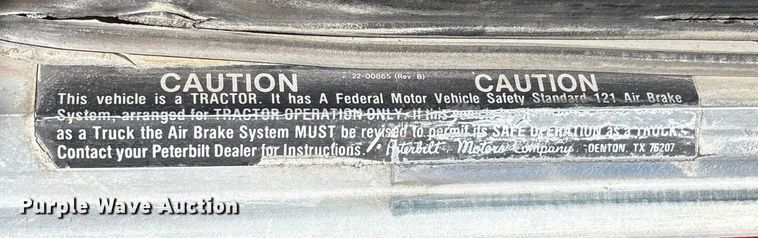 CAUTION 22-00665 (Rev. B) CAUTION
This vehicle is a TRACTOR. It has A Federal Motor Vehicle Safety Standard 121 Air Brake
System, arranged for TRACTOR OPERATION ONLY. If this
as a Truck the Air Brake System MUST be revised to permit its SAFE OPERATION as a TRUCK.
Contact your Peterbilt Dealer for Instructions. Peterbilt Motors Company DENTON, TX 76207
Purple Wave Auction